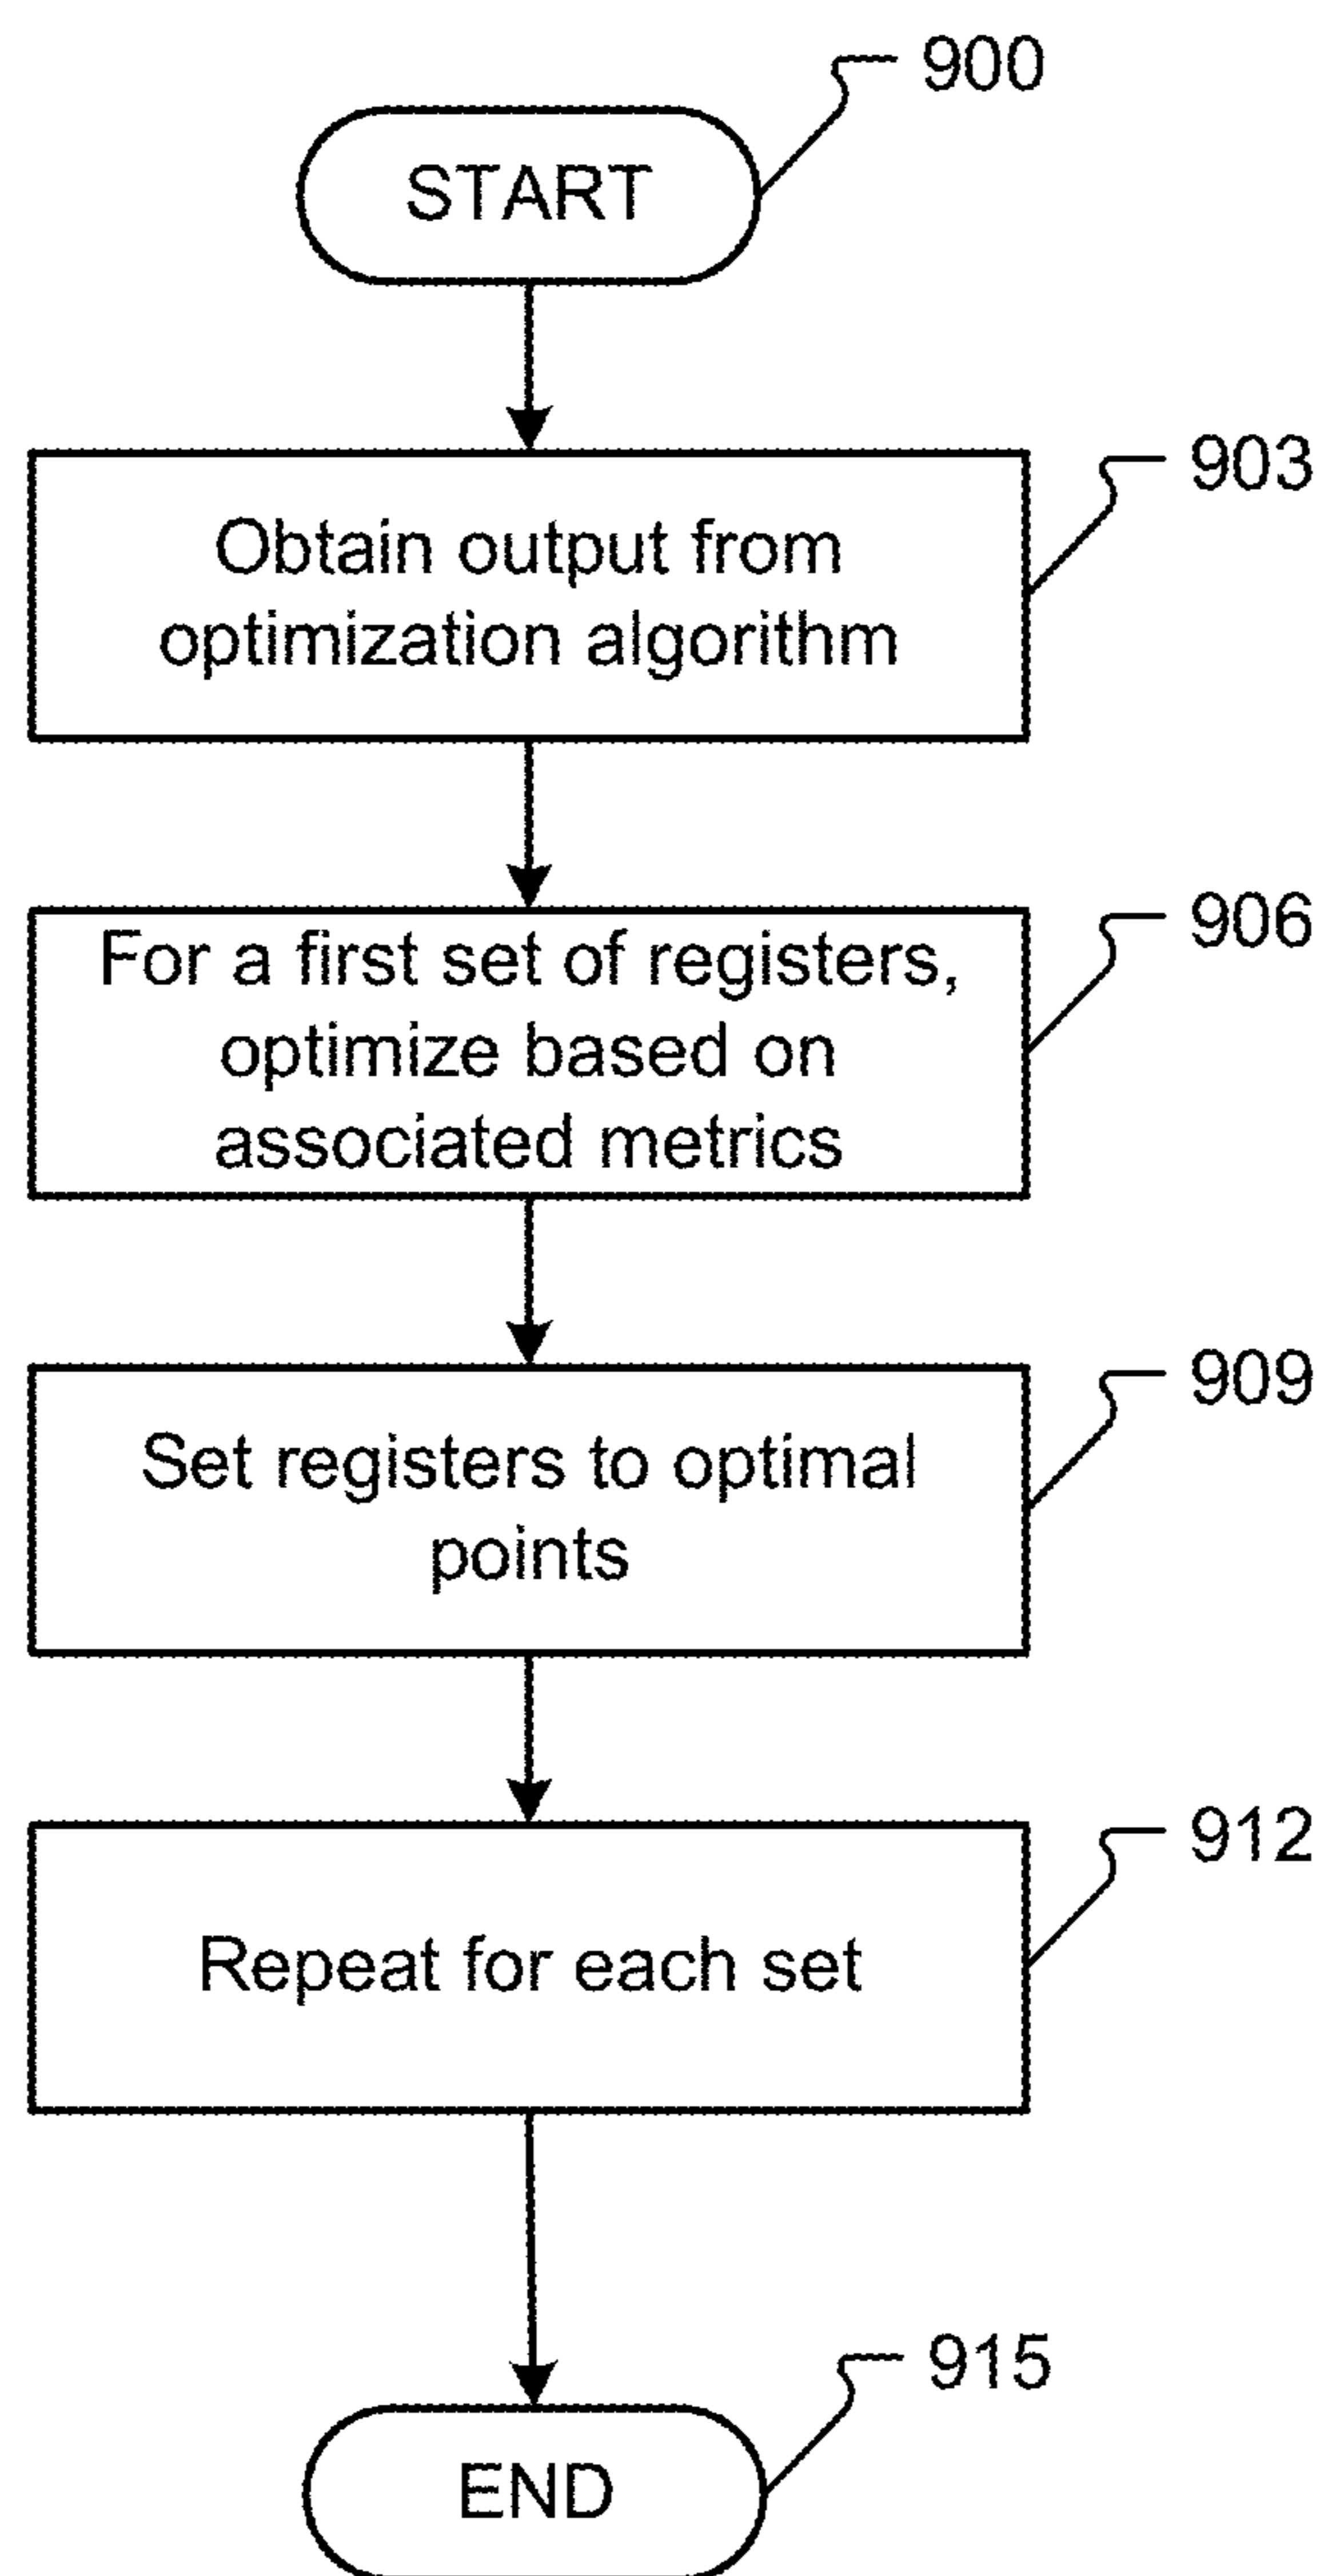 900
START
903
Obtain output from
optimization algorithm
906
For a first set of registers,
optimize based on
associated metrics
909
Set registers to optimal
points
912
Repeat for each set
915
END